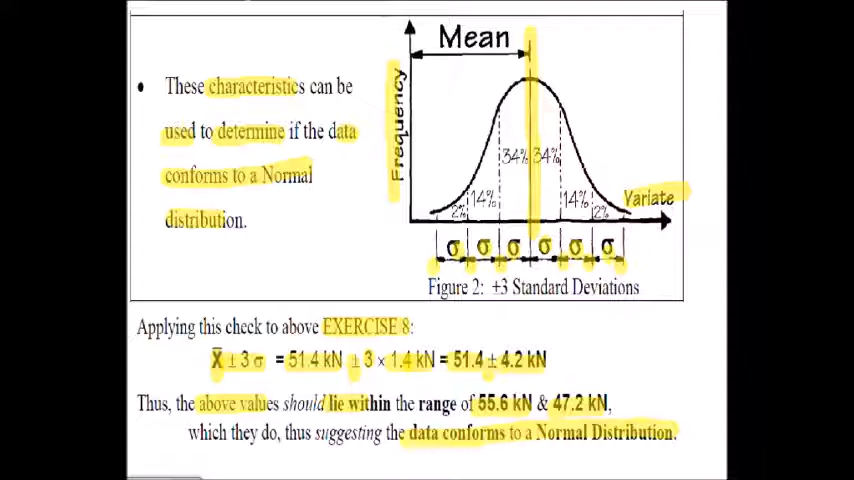 Mean
• These characteristics can be
used to determine if the data
conforms to a Normal
distribution.
Frequency
34% 34%
14% 14%
2% 2%
Variate
σ σ σ σ σ σ
Figure 2: +3 Standard Deviations
Applying this check to above EXERCISE 8:
X̅ ± 3 σ = 51.4 kN ± 3 × 1.4 kN = 51.4 ± 4.2 kN
Thus, the above values should lie within the range of 55.6 kN & 47.2 kN,
which they do, thus suggesting the data conforms to a Normal Distribution.